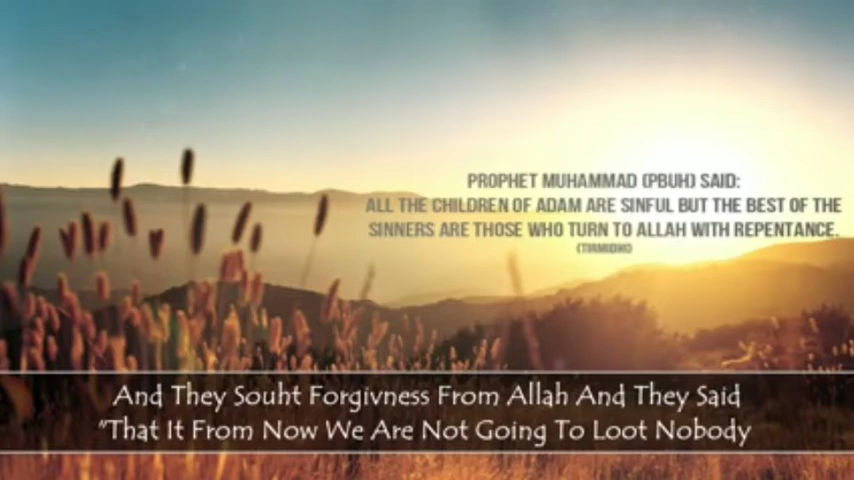 PROPHET MUHAMMAD (PBUH) SAID:
ALL THE CHILDREN OF ADAM ARE SINFUL BUT THE BEST OF THE
SINNERS ARE THOSE WHO TURN TO ALLAH WITH REPENTANCE.
(TIRMIDHI)
And They Souht Forgivness From Allah And They Said
"That It From Now We Are Not Going To Loot Nobody